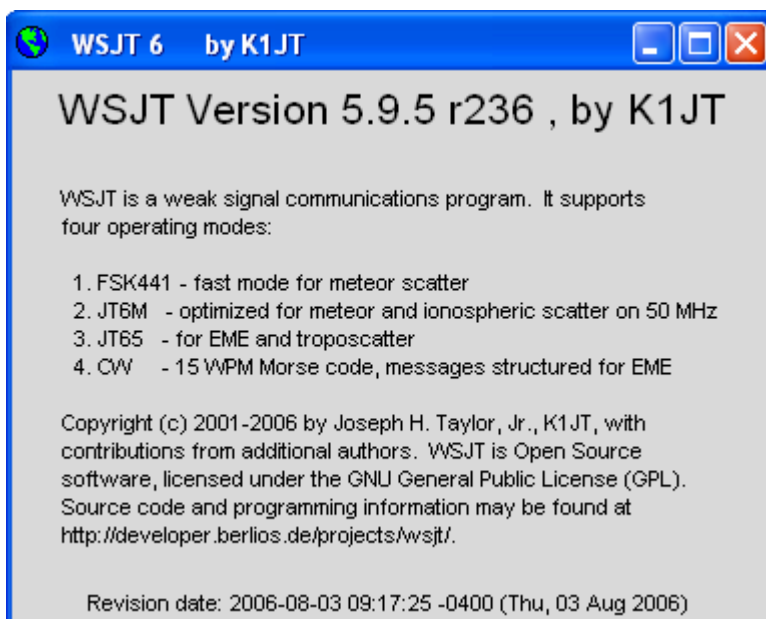 WSJT 6 by K1JT
WSJT Version 5.9.5 r236 , by K1JT
WSJT is a weak signal communications program. It supports
four operating modes:
1. FSK441 - fast mode for meteor scatter
2. JT6M - optimized for meteor and ionospheric scatter on 50 MHz
3. JT65 - for EME and troposcatter
4. CW - 15 WPM Morse code, messages structured for EME
Copyright (c) 2001-2006 by Joseph H. Taylor, Jr., K1JT, with
contributions from additional authors. WSJT is Open Source
software, licensed under the GNU General Public License (GPL).
Source code and programming information may be found at
http://developer.berlios.de/projects/wsjt/.
Revision date: 2006-08-03 09:17:25 -0400 (Thu, 03 Aug 2006)